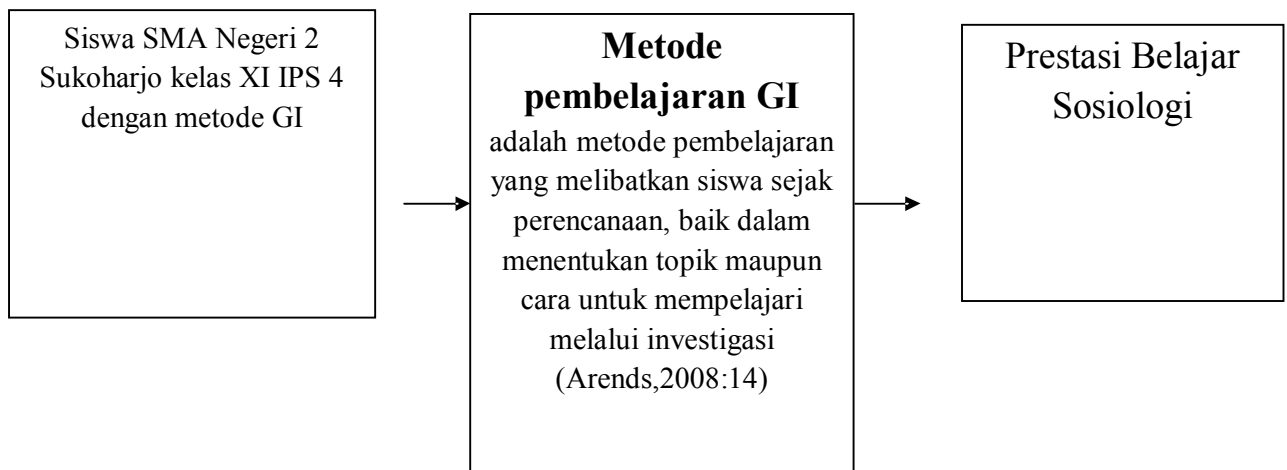 Siswa SMA Negeri 2
Sukoharjo kelas XI IPS 4
dengan metode GI
Metode
pembelajaran GI
adalah metode pembelajaran
yang melibatkan siswa sejak
perencanaan, baik dalam
menentukan topik maupun
cara untuk mempelajari
melalui investigasi
(Arends,2008:14)
Prestasi Belajar
Sosiologi